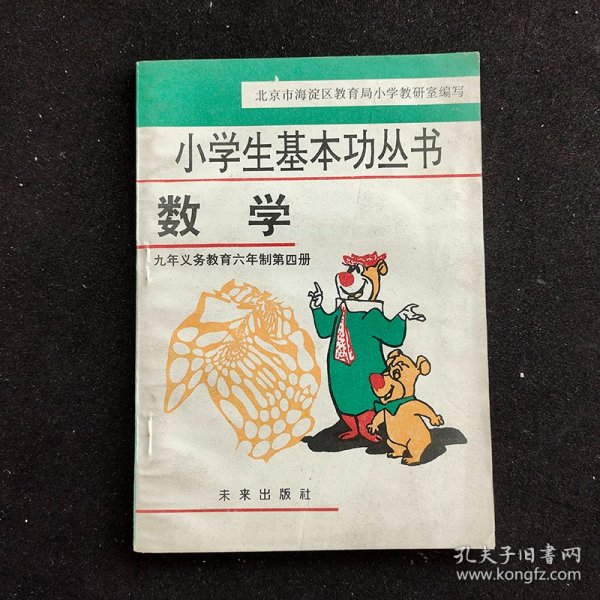 北京市海淀区教育局小学教研室编写
小学生基本功丛书
数 学
九年义务教育六年制第四册
未来出版社
孔夫子旧书网
www.kongfz.com